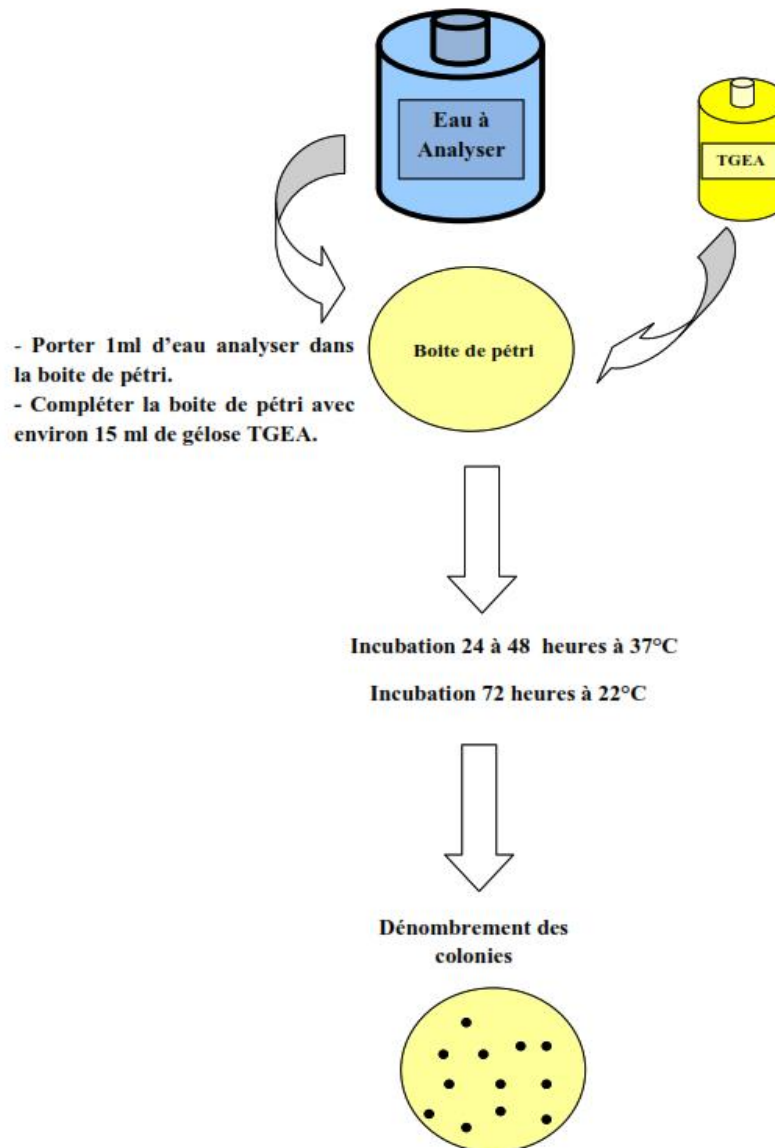 Eau à
Analyser
TGEA
Boite de pétri
- Porter 1ml d’eau analyser dans
la boite de pétri.
- Compléter la boite de pétri avec
environ 15 ml de gélose TGEA.
Incubation 24 à 48 heures à 37°C
Incubation 72 heures à 22°C
Dénombrement des
colonies